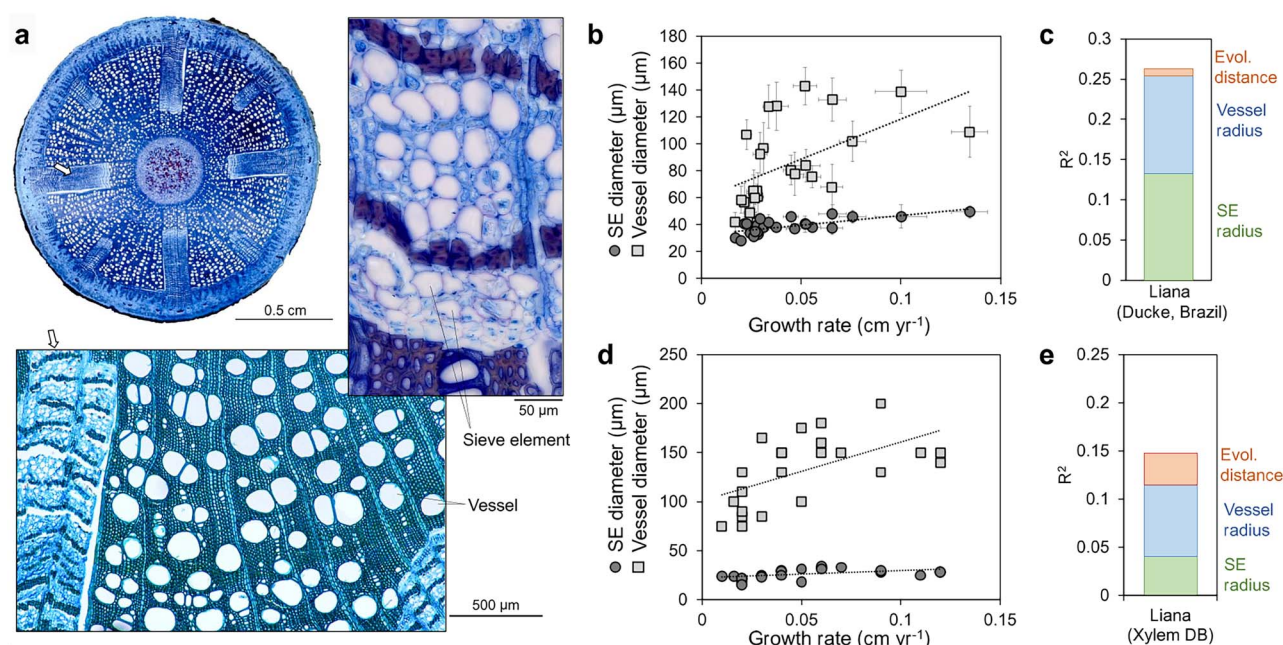 a
0.5 cm
50 µm
Sieve element
Vessel
500 µm
b
SE diameter (µm)
Vessel diameter (µm)
180
160
140
120
100
80
60
40
20
0
0
0.05
0.1
0.15
Growth rate (cm yr⁻¹)
c
R²
0.3
0.25
0.2
0.15
0.1
0.05
0
Evol.
distance
Vessel
radius
SE
radius
Liana
(Ducke, Brazil)
d
SE diameter (µm)
Vessel diameter (µm)
250
200
150
100
50
0
0
0.05
0.1
0.15
Growth rate (cm yr⁻¹)
e
R²
0.25
0.2
0.15
0.1
0.05
0
Evol.
distance
Vessel
radius
SE
radius
Liana
(Xylem DB)